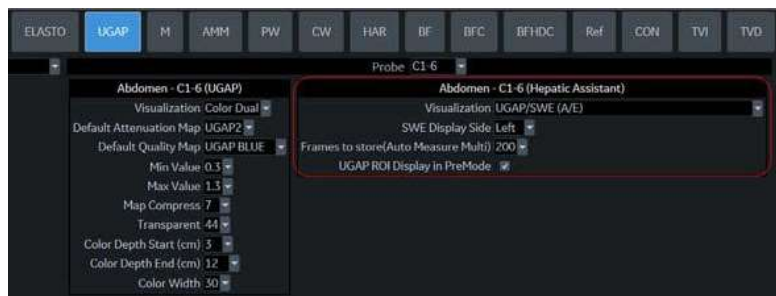 ELASTO UGAP M AMM PW CW HAR BF BFC BFHDC Ref CON TVI TVD
Probe C1-6
Abdomen - C1-6 (UGAP)
Visualization Color Dual
Default Attenuation Map UGAP2
Default Quality Map UGAP BLUE
Min Value 0.3
Max Value 1.3
Map Compress 7
Transparent 44
Color Depth Start (cm) 3
Color Depth End (cm) 12
Color Width 30
Abdomen - C1-6 (Hepatic Assistant)
Visualization UGAP/SWE (A/E)
SWE Display Side Left
Frames to store(Auto Measure Multi) 200
UGAP ROI Display in PreMode